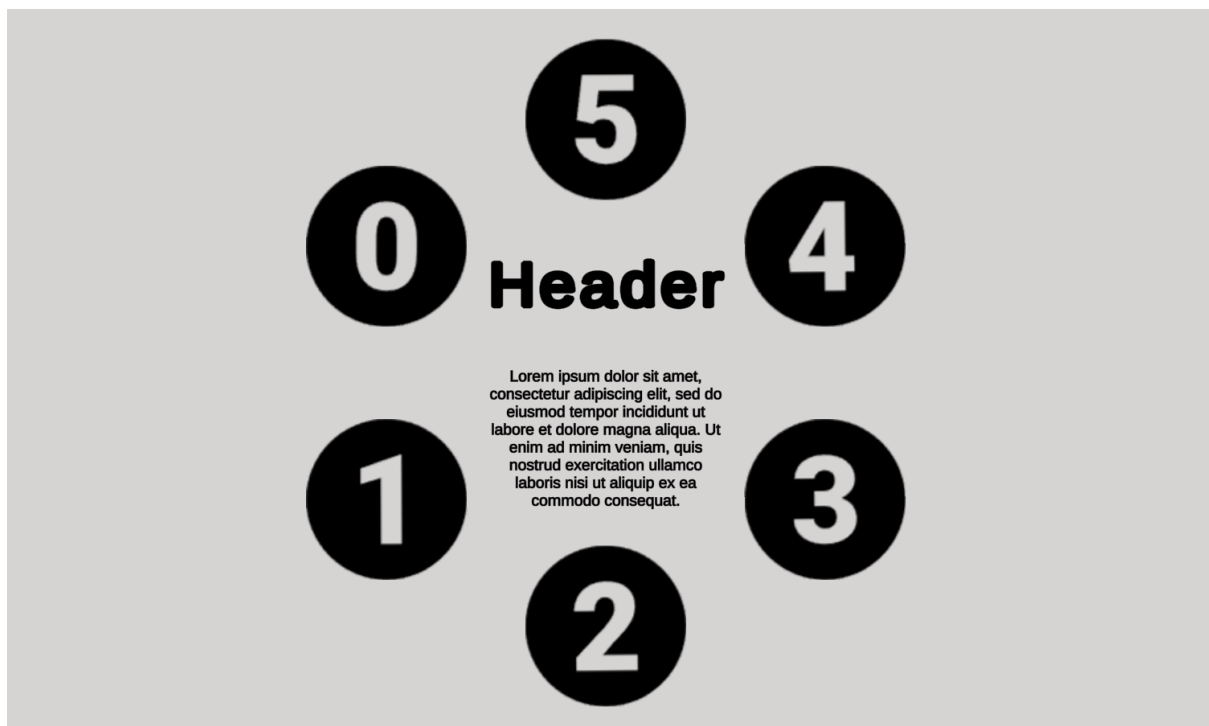 5
0
4
Header
Lorem ipsum dolor sit amet,
consectetur adipiscing elit, sed do
eiusmod tempor incididunt ut
labore et dolore magna aliqua. Ut
enim ad minim veniam, quis
nostrud exercitation ullamco
laboris nisi ut aliquip ex ea
commodo consequat.
1
3
2